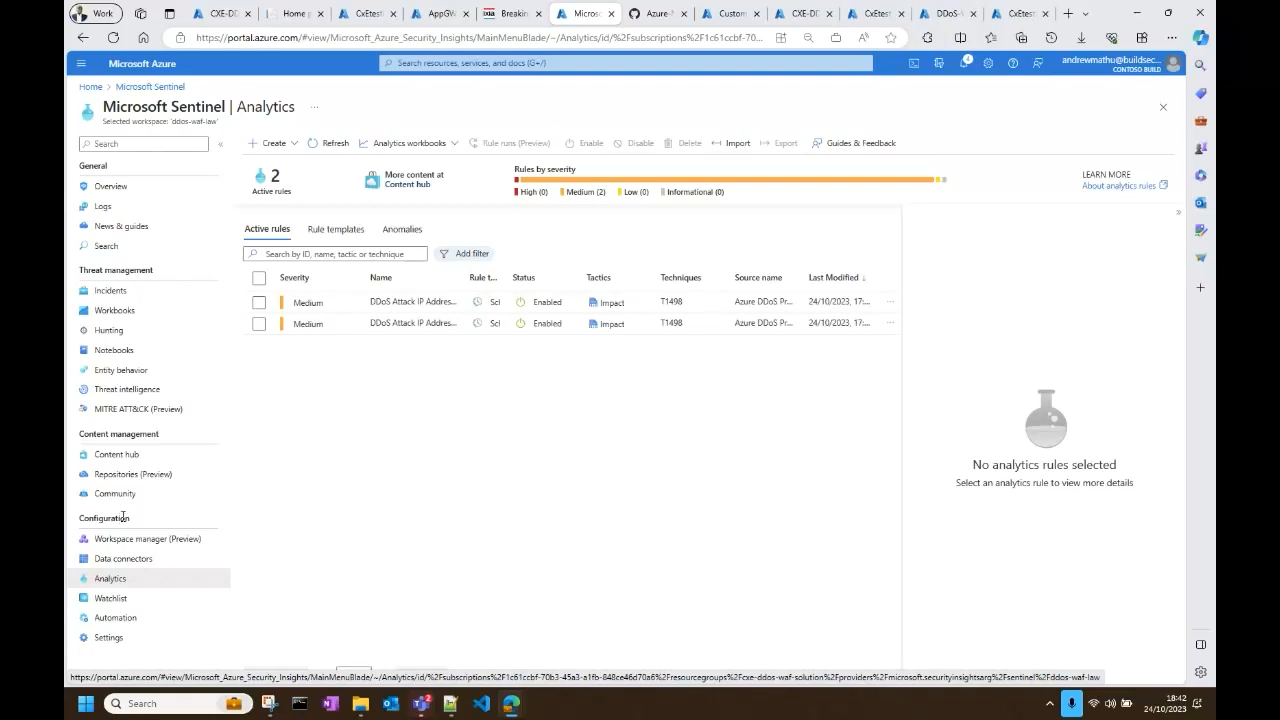 Work
CXE-DD
Home p
CxEtesti
AppGW
Breakin
Micros
Azure-N
Custom
CXE-DD
CxEtest
DDoS-V
CxEtest
https://portal.azure.com/#view/Microsoft_Azure_Security_Insights/MainMenuBlade/~/Analytics/id/%2Fsubscriptions%2F1c61ccbf-70...
Microsoft Azure
Search resources, services, and docs (G+/)
4
andrewmathu@buildsec...
CONTOSO BUILD
Home > Microsoft Sentinel
Microsoft Sentinel | Analytics ...
Selected workspace: 'ddos-waf-law'
Search
«
Create
Refresh
Analytics workbooks
Rule runs (Preview)
Enable
Disable
Delete
Import
Export
Guides & Feedback
General
Overview
Logs
News & guides
Search
Threat management
Incidents
Workbooks
Hunting
Notebooks
Entity behavior
Threat intelligence
MITRE ATT&CK (Preview)
Content management
Content hub
Repositories (Preview)
Community
Configuration
Workspace manager (Preview)
Data connectors
Analytics
Watchlist
Automation
Settings
2
Active rules
More content at
Content hub
Rules by severity
High (0)
Medium (2)
Low (0)
Informational (0)
LEARN MORE
About analytics rules
»
Active rules
Rule templates
Anomalies
Search by ID, name, tactic or technique
Add filter
Severity Name Rule t... Status Tactics Techniques Source name Last Modified ↓
Medium DDoS Attack IP Addres... Scl Enabled Impact T1498 Azure DDoS Pr... 24/10/2023, 17:... ...
Medium DDoS Attack IP Addres... Scl Enabled Impact T1498 Azure DDoS Pr... 24/10/2023, 17:... ...
No analytics rules selected
Select an analytics rule to view more details
https://portal.azure.com/#view/Microsoft_Azure_Security_Insights/MainMenuBlade/~/Analytics/id/%2Fsubscriptions%2F1c61ccbf-70b3-45a3-a1fb-848ce46d70a6%2Fresourcegroups%2Fcxe-ddos-waf-solution%2Fproviders%2Fmicrosoft.securityinsightsarg%2Fsentinel%2Fddos-waf-law
Search
18:42
24/10/2023